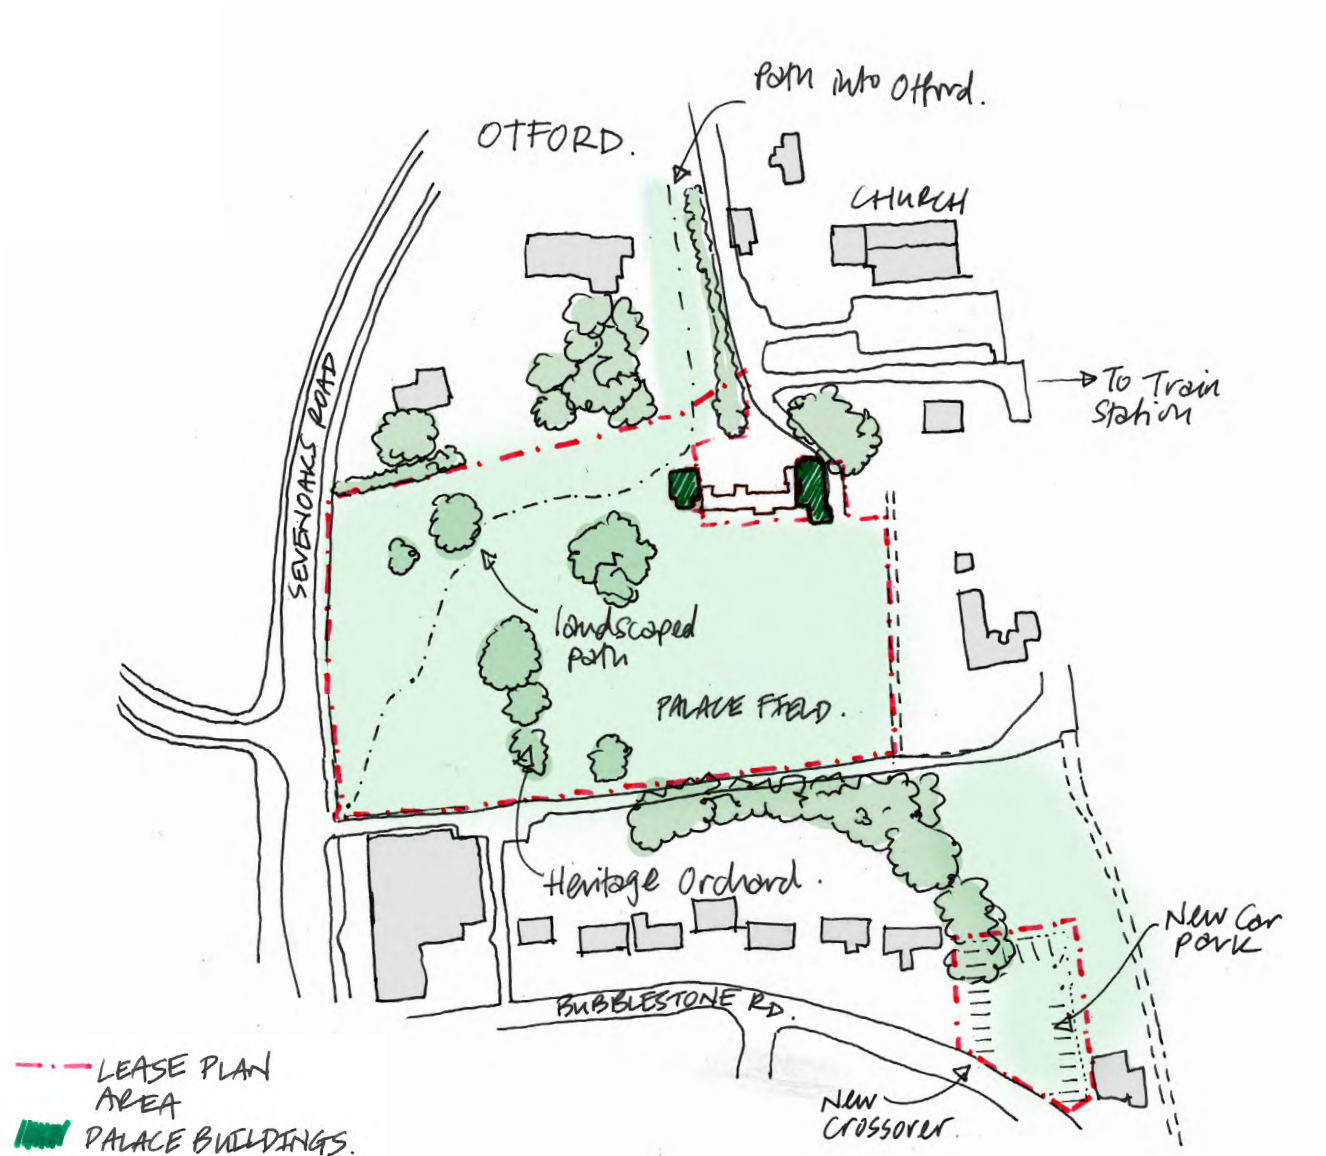 Path into Otford.
OTFORD.
CHURCH
To Train
Station
SEVENOAKS ROAD
landscaped
path
PALACE FIELD.
Heritage Orchard.
New Car
park
BUBBLESTONE RD.
New
Crossover.
LEASE PLAN
AREA
PALACE BUILDINGS.